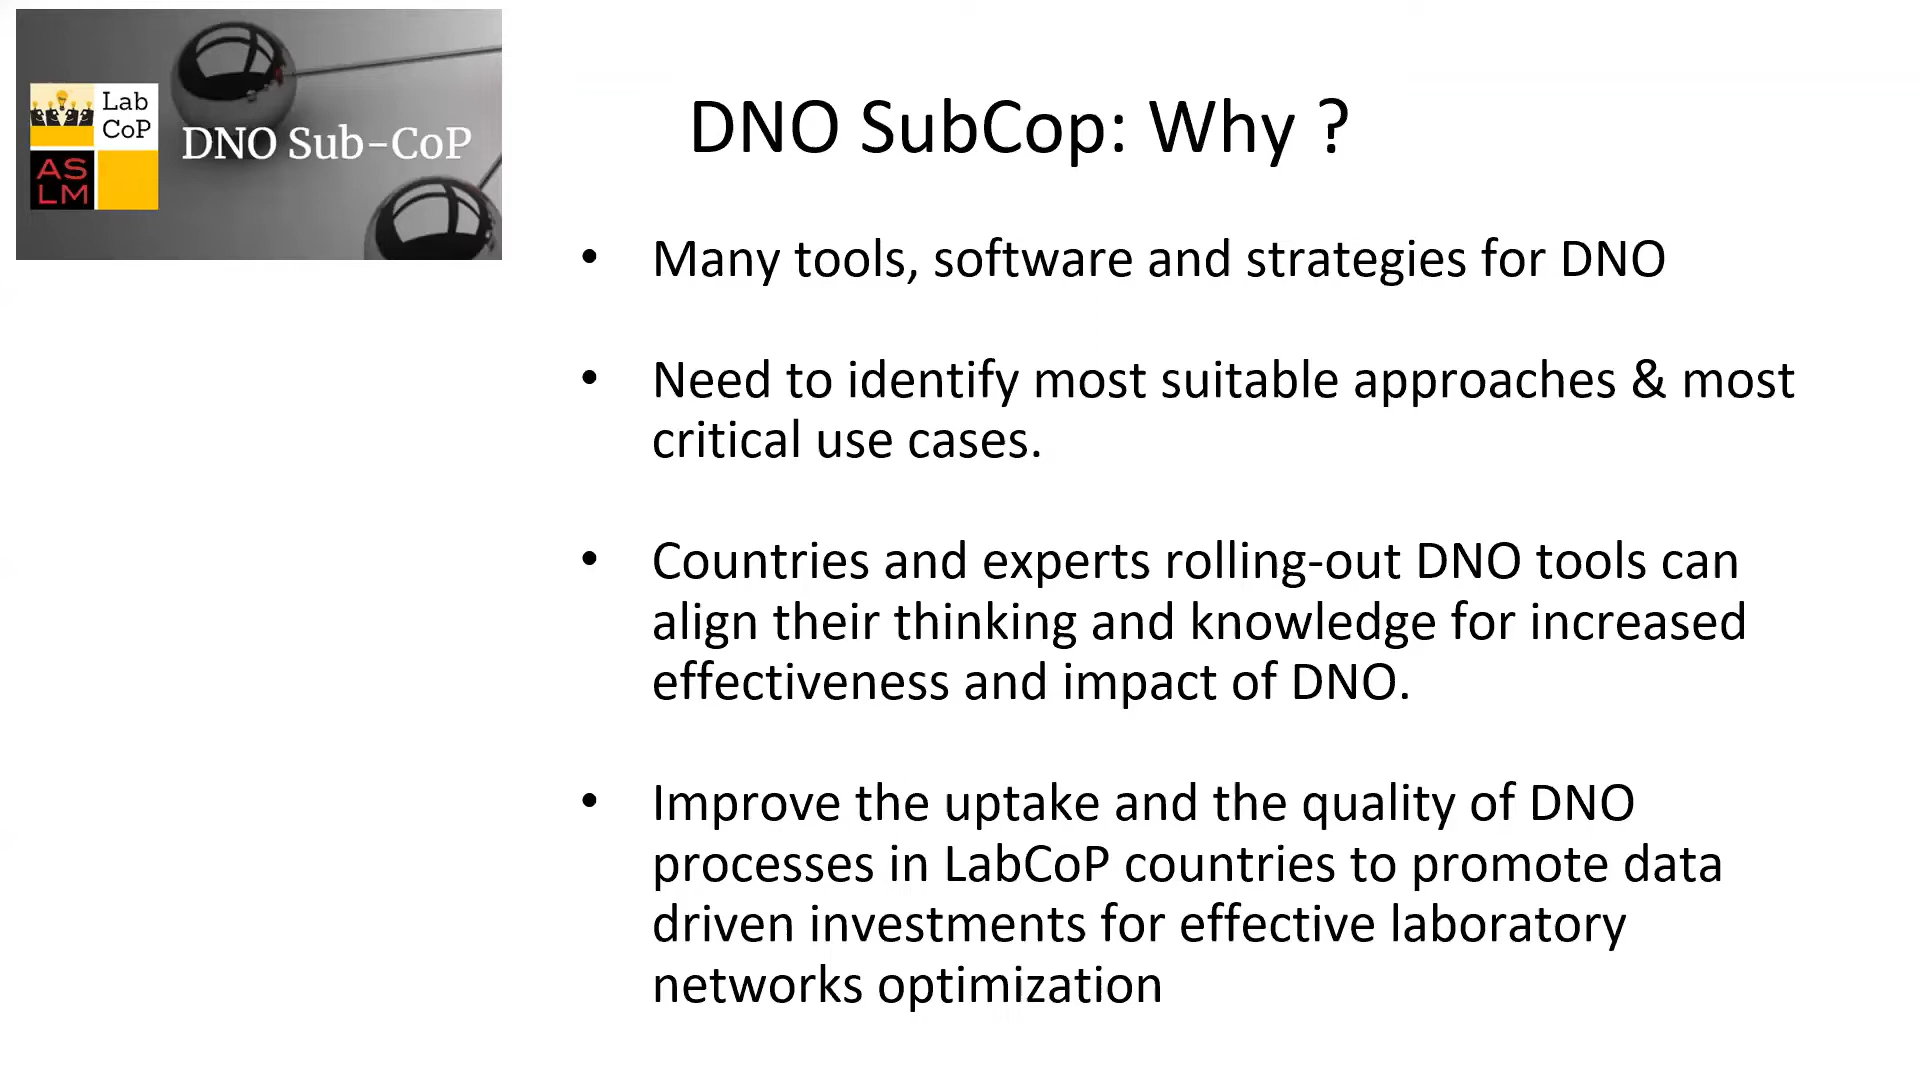 Lab
CoP
AS
LM
DNO Sub-CoP
DNO SubCop: Why ?
• Many tools, software and strategies for DNO
• Need to identify most suitable approaches & most
critical use cases.
• Countries and experts rolling-out DNO tools can
align their thinking and knowledge for increased
effectiveness and impact of DNO.
• Improve the uptake and the quality of DNO
processes in LabCoP countries to promote data
driven investments for effective laboratory
networks optimization